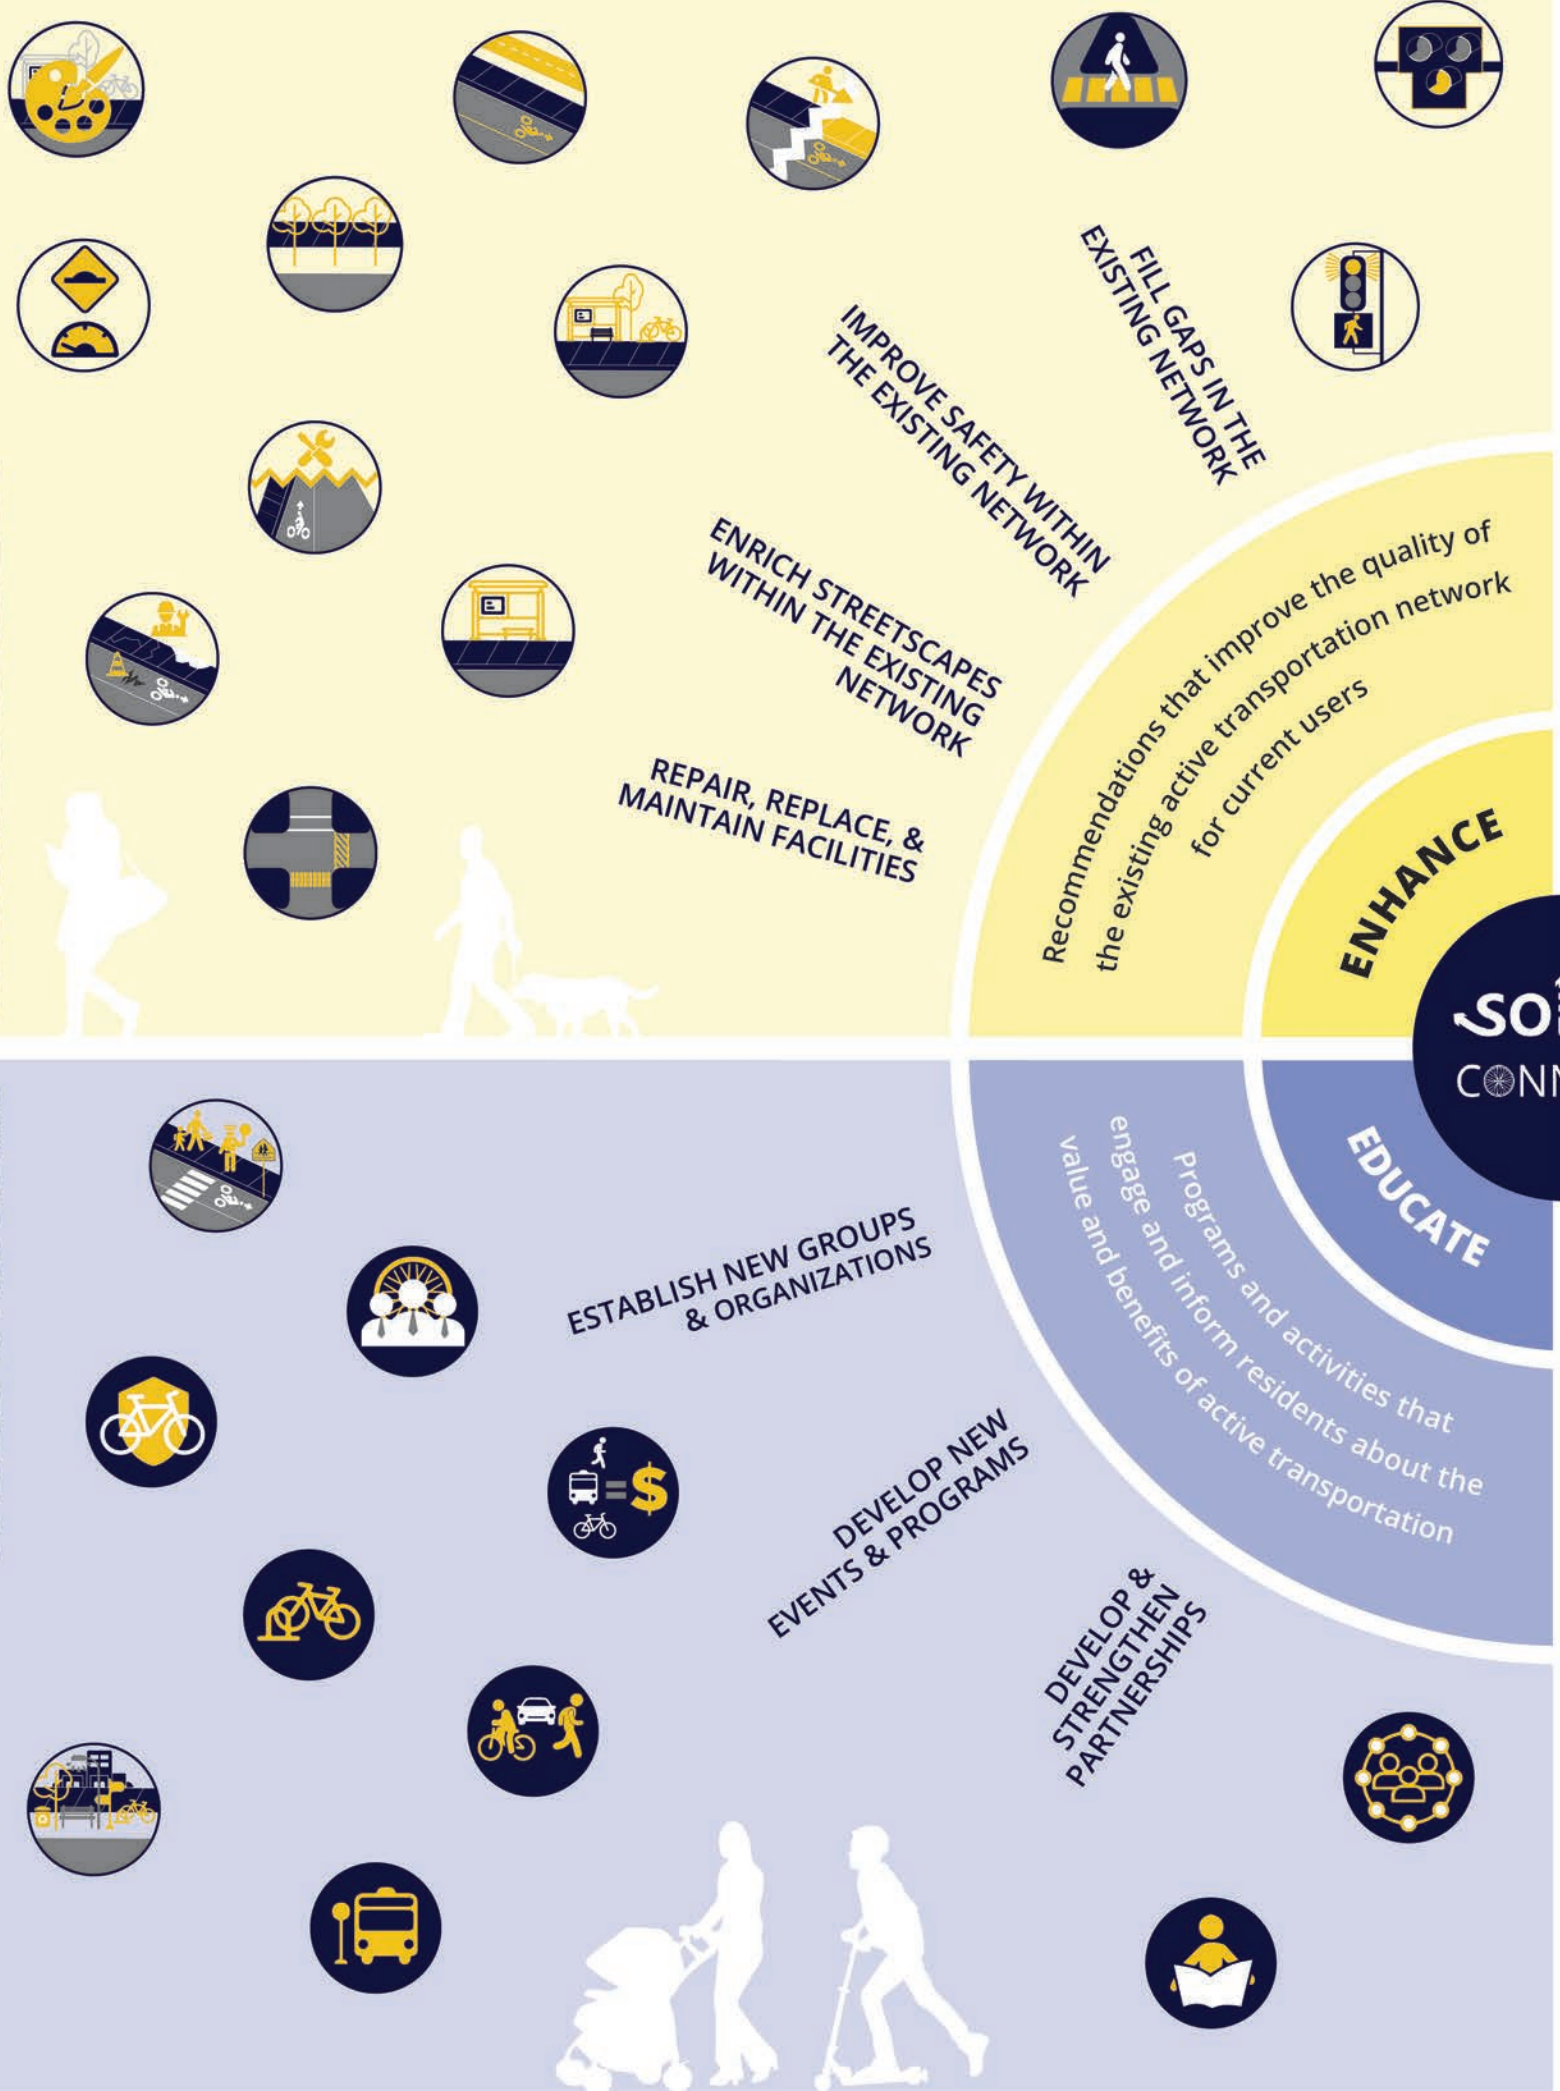 FILL GAPS IN THE
EXISTING NETWORK
IMPROVE SAFETY WITHIN
THE EXISTING NETWORK
ENRICH STREETSCAPES
WITHIN THE EXISTING
NETWORK
REPAIR, REPLACE, &
MAINTAIN FACILITIES
Recommendations that improve the quality of
the existing active transportation network
for current users
ENHANCE
SO
CONN
EDUCATE
Programs and activities that
engage and inform residents about the
value and benefits of active transportation
ESTABLISH NEW GROUPS
& ORGANIZATIONS
DEVELOP NEW
EVENTS & PROGRAMS
DEVELOP &
STRENGTHEN
PARTNERSHIPS
= $